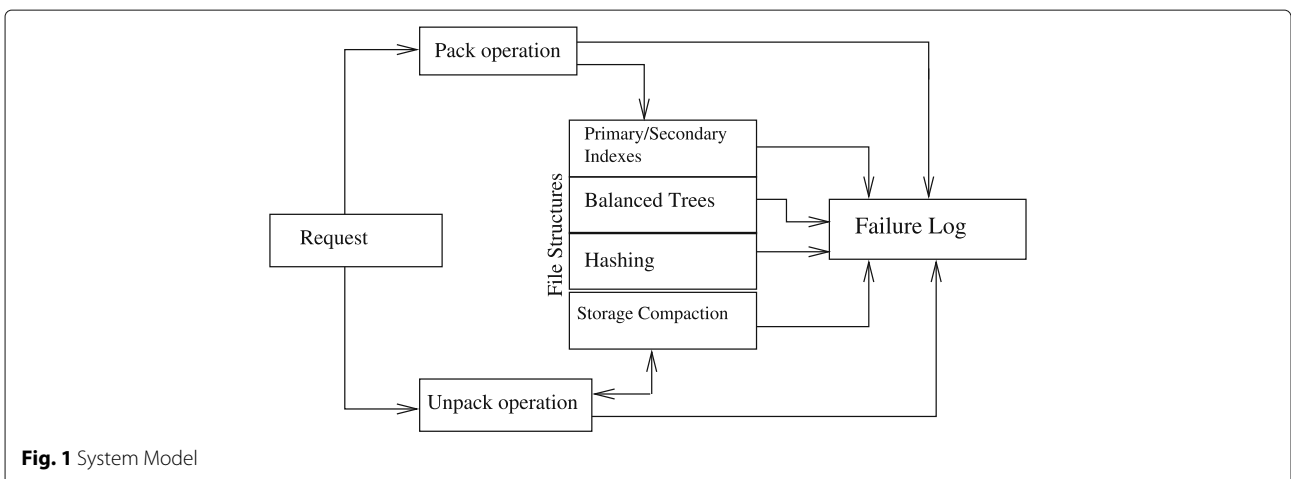 Pack operation
Primary/Secondary
Indexes
Balanced Trees
Request
File Structures
Failure Log
Hashing
Storage Compaction
Unpack operation
Fig. 1 System Model